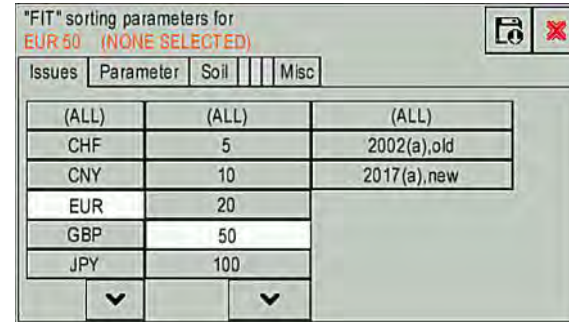 "FIT" sorting parameters for
EUR 50 (NONE SELECTED)
Issues Parameter Soil Misc
(ALL) (ALL) (ALL)
CHF 5 2002(a),old
CNY 10 2017(a),new
EUR 20
GBP 50
JPY 100